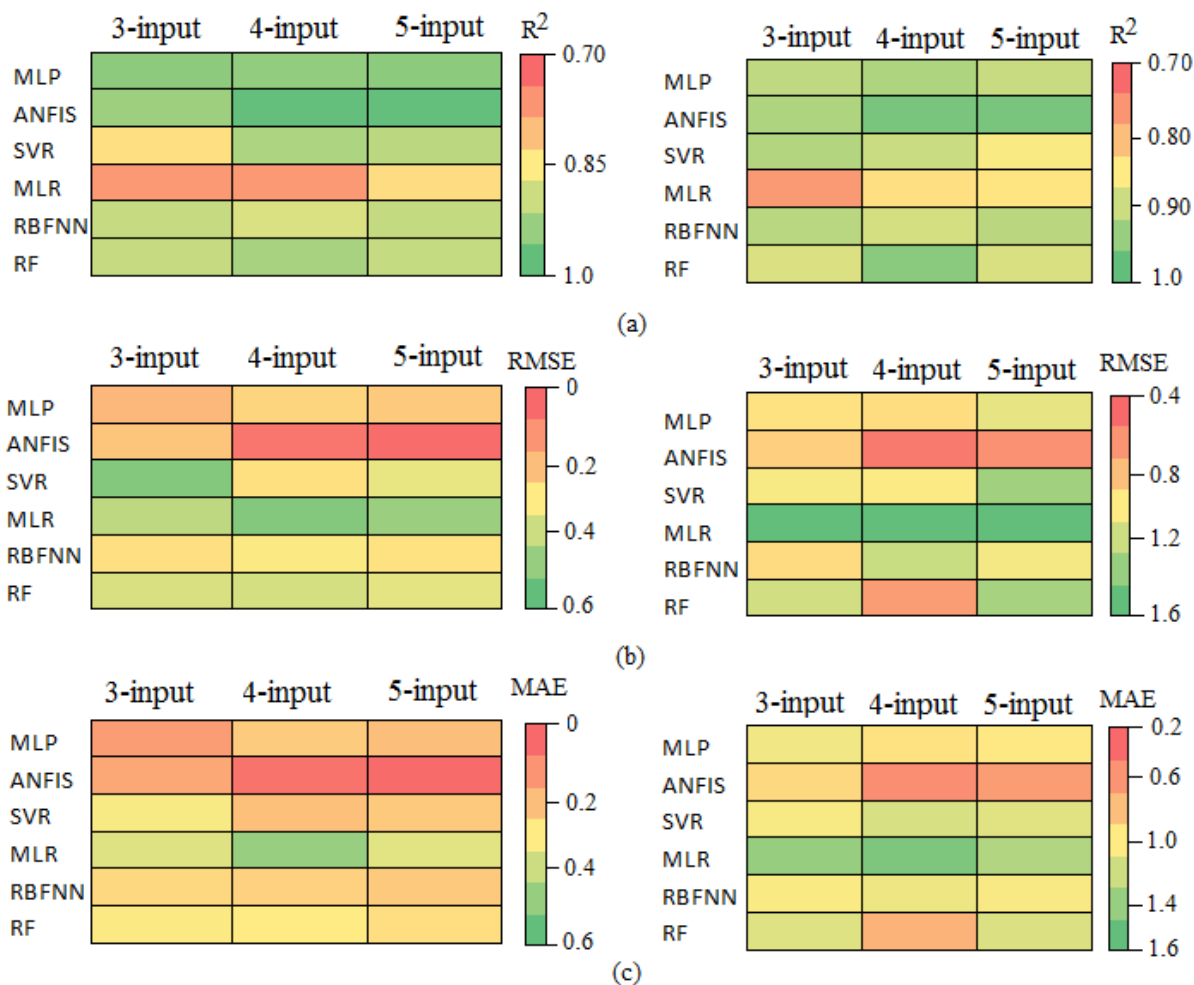 3-input 4-input 5-input R²
MLP
ANFIS
SVR
MLR
RBFNN
RF
0.70
0.85
1.0
3-input 4-input 5-input R²
MLP
ANFIS
SVR
MLR
RBFNN
RF
0.70
0.80
0.90
1.0
(a)
3-input 4-input 5-input RMSE
MLP
ANFIS
SVR
MLR
RBFNN
RF
0
0.2
0.4
0.6
3-input 4-input 5-input RMSE
MLP
ANFIS
SVR
MLR
RBFNN
RF
0.4
0.8
1.2
1.6
(b)
3-input 4-input 5-input MAE
MLP
ANFIS
SVR
MLR
RBFNN
RF
0
0.2
0.4
0.6
3-input 4-input 5-input MAE
MLP
ANFIS
SVR
MLR
RBFNN
RF
0.2
0.6
1.0
1.4
1.6
(c)